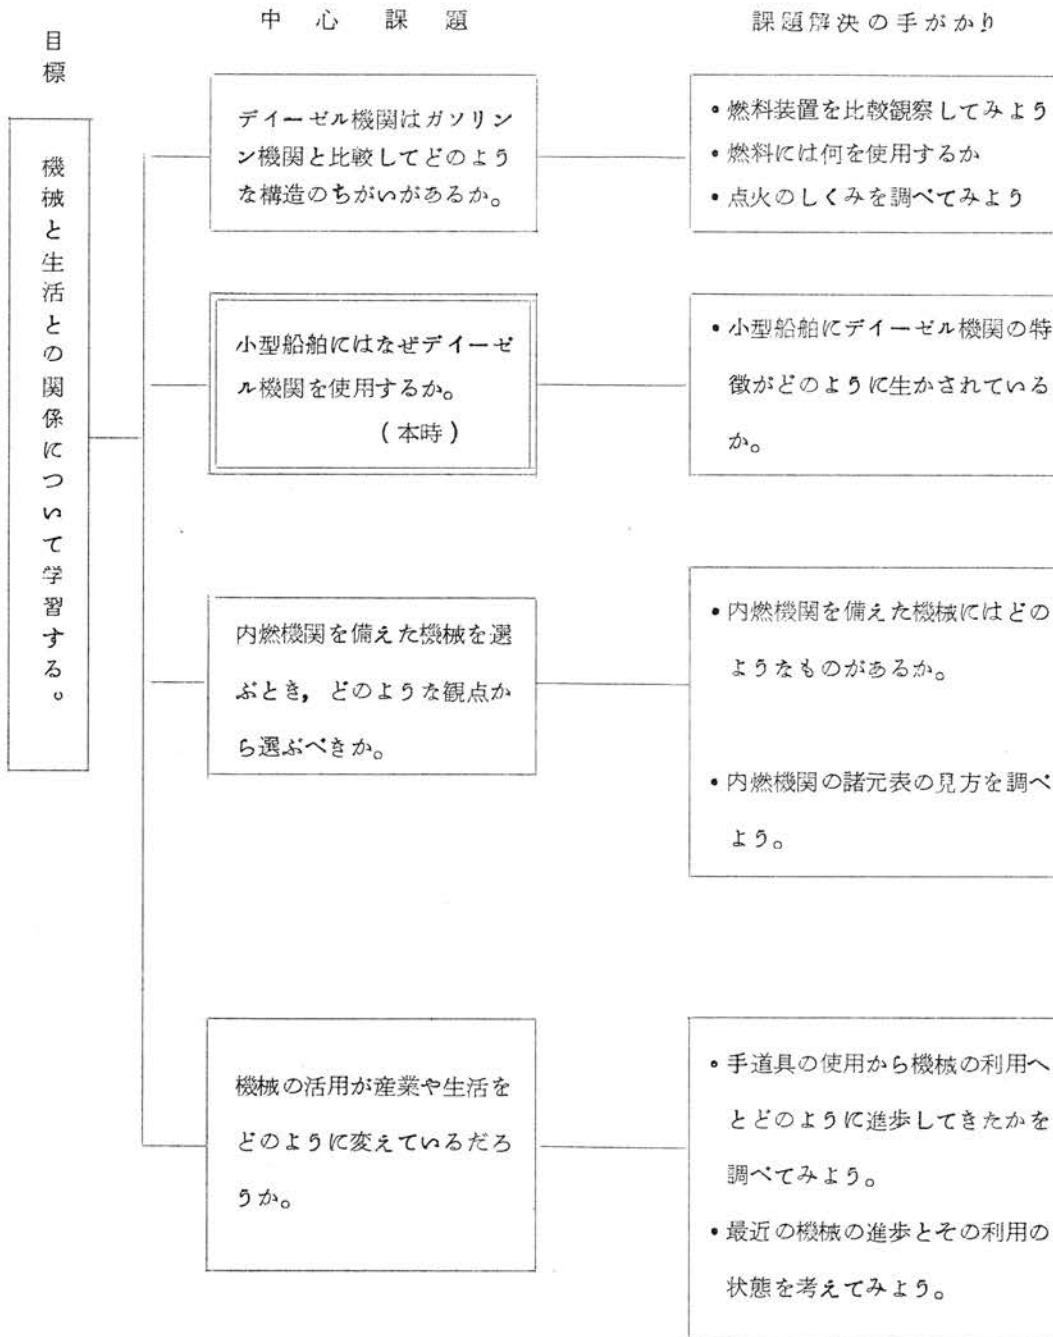 中心課題
課題解決の手がかり
目標
機械と生活との関係について学習する。
デイーゼル機関はガソリン
ン機関と比較してどのよう
な構造のちがいがあるか。
・燃料装置を比較観察してみよう
・燃料には何を使用するか
・点火のしくみを調べてみよう
小型船舶にはなぜデイーゼ
ル機関を使用するか。
(本時)
・小型船舶にデイーゼル機関の特
徴がどのように生かされている
か。
内燃機関を備えた機械を選
ぶとき,どのような観点か
ら選ぶべきか。
・内燃機関を備えた機械にはどの
ようなものがあるか。
・内燃機関の諸元表の見方を調べ
よう。
機械の活用が産業や生活を
どのように変えているだろ
うか。
・手道具の使用から機械の利用へ
とどのように進歩してきたかを
調べてみよう。
・最近の機械の進歩とその利用の
状態を考えてみよう。